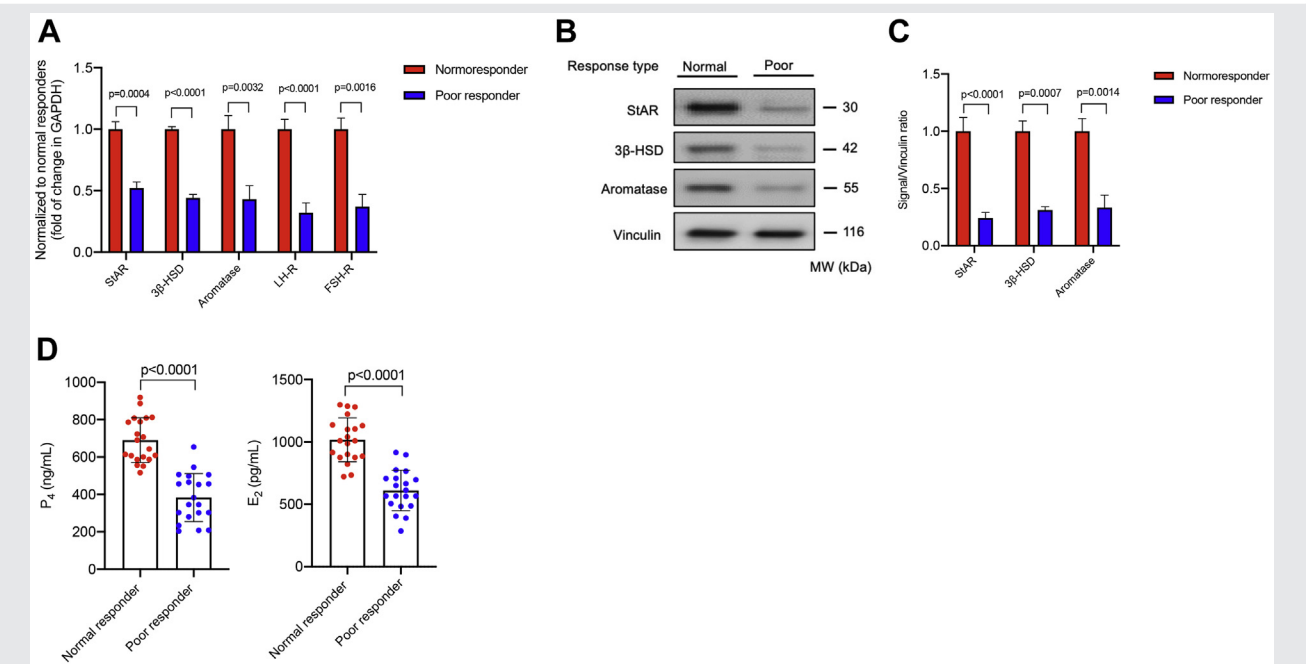 A
Normalized to normal responders
(fold of change in GAPDH)
1.5
1.0
0.5
0.0
p=0.0004
p<0.0001
p=0.0032
p<0.0001
p=0.0016
StAR
3β-HSD
Aromatase
LH-R
FSH-R
Normoresponder
Poor responder
B
Response type Normal Poor
StAR 30
3β-HSD 42
Aromatase 55
Vinculin 116
MW (kDa)
C
Signal/Vinculin ratio
1.5
1.0
0.5
0.0
p<0.0001
p=0.0007
p=0.0014
StAR
3β-HSD
Aromatase
Normoresponder
Poor responder
D
P4 (ng/mL)
1000
800
600
400
200
0
p<0.0001
Normal responder
Poor responder
E2 (pg/mL)
1500
1000
500
0
p<0.0001
Normal responder
Poor responder